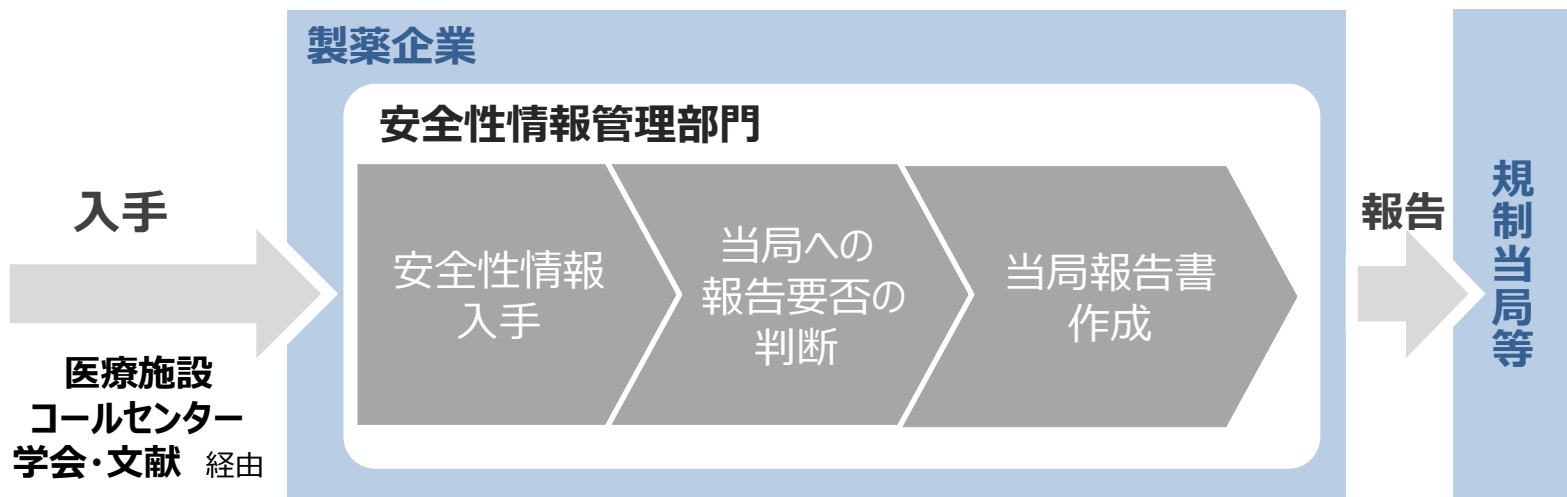 製薬企業
安全性情報管理部門
入手
医療施設
コールセンター
学会・文献 経由
安全性情報
入手
当局への
報告要否の
判断
当局報告書
作成
報告
規制当局等